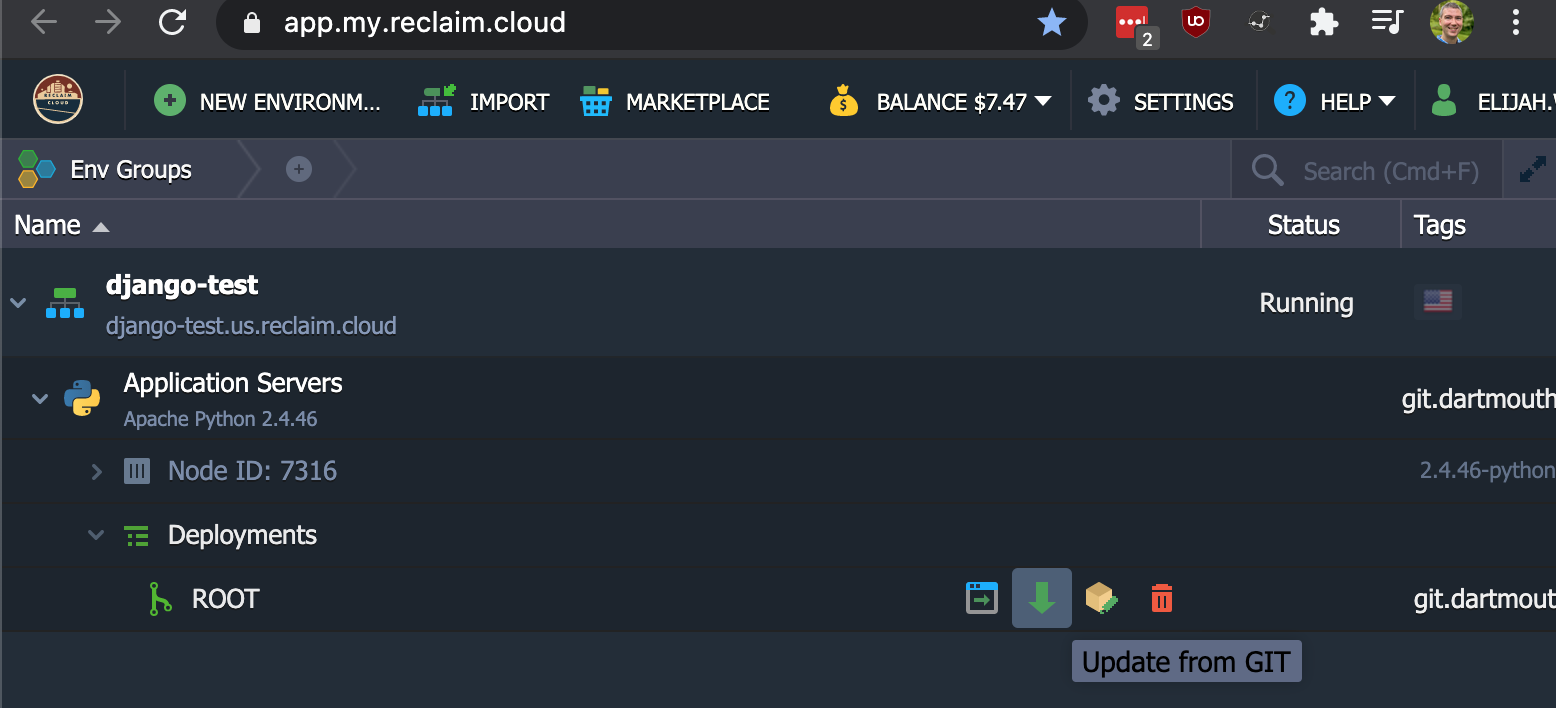 app.my.reclaim.cloud
2
RECLAIM CLOUD
NEW ENVIRONM... IMPORT MARKETPLACE BALANCE $7.47 SETTINGS HELP ELIJAH.
Env Groups Search (Cmd+F)
Name Status Tags
django-test
django-test.us.reclaim.cloud Running
Application Servers
Apache Python 2.4.46 git.dartmouth
Node ID: 7316 2.4.46-python
Deployments
ROOT git.dartmout
Update from GIT